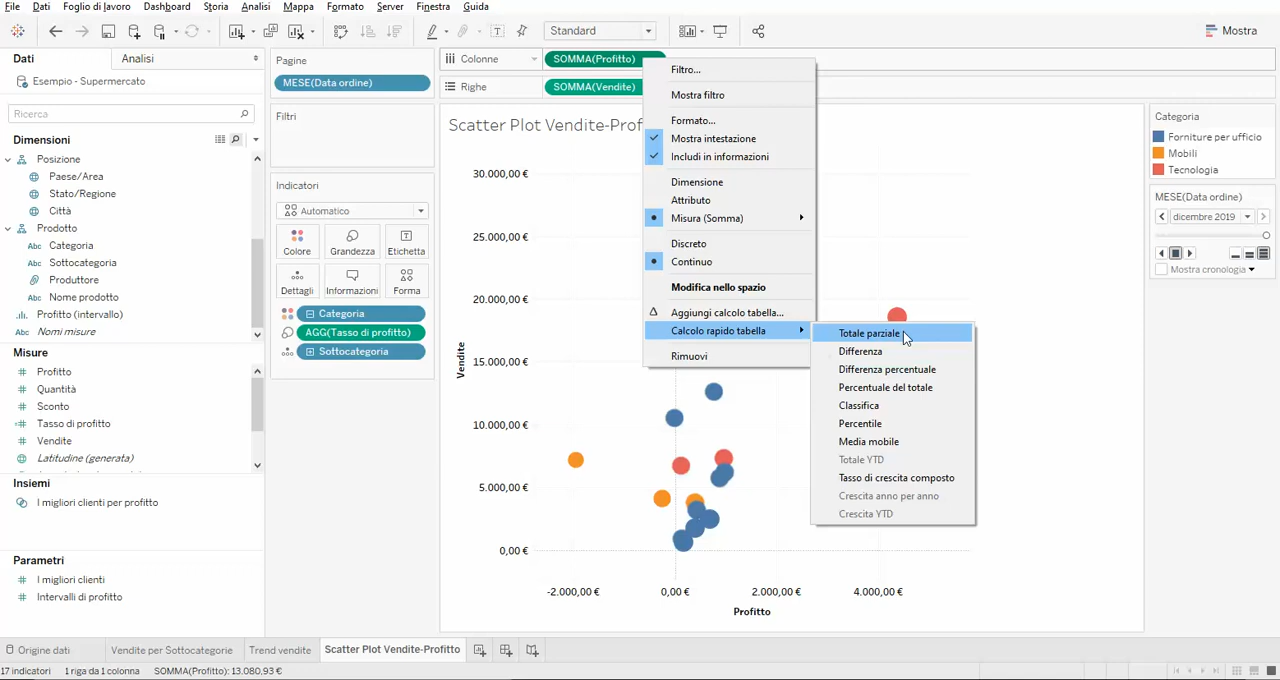 File Dati Foglio di lavoro Dashboard Storia Analisi Mappa Formato Server Finestra Guida
Standard
Mostra
Dati Analisi
Esempio - Supermercato
Ricerca
Dimensioni
Posizione
Paese/Area
Stato/Regione
Città
Prodotto
Abc Categoria
Abc Sottocategoria
Produttore
Abc Nome prodotto
Profitto (intervallo)
Abc Nomi misure
Misure
Profitto
Quantità
Sconto
Tasso di profitto
Vendite
Latitudine (generata)
Insiemi
I migliori clienti per profitto
Parametri
I migliori clienti
Intervalli di profitto
Pagine
MESE(Data ordine)
Filtri
Indicatori
Automatico
Colore Grandezza Etichetta
Dettagli Informazioni Forma
Categoria
AGG(Tasso di profitto)
Sottocategoria
Colonne SOMMA(Profitto)
Righe SOMMA(Vendite)
Scatter Plot Vendite-Prof
30.000,00 €
25.000,00 €
20.000,00 €
15.000,00 €
10.000,00 €
5.000,00 €
0,00 €
Vendite
-2.000,00 € 0,00 € 2.000,00 € 4.000,00 €
Profitto
Filtro...
Mostra filtro
Formato...
Mostra intestazione
Includi in informazioni
Dimensione
Attributo
Misura (Somma)
Discreto
Continuo
Modifica nello spazio
Aggiungi calcolo tabella...
Calcolo rapido tabella
Rimuovi
Totale parziale
Differenza
Differenza percentuale
Percentuale del totale
Classifica
Percentile
Media mobile
Totale YTD
Tasso di crescita composto
Crescita anno per anno
Crescita YTD
Categoria
Forniture per ufficio
Mobili
Tecnologia
MESE(Data ordine)
dicembre 2019
Mostra cronologia
Origine dati Vendite per Sottocategorie Trend vendite Scatter Plot Vendite-Profitto
17 indicatori 1 riga da 1 colonna SOMMA(Profitto): 13.080,93 €